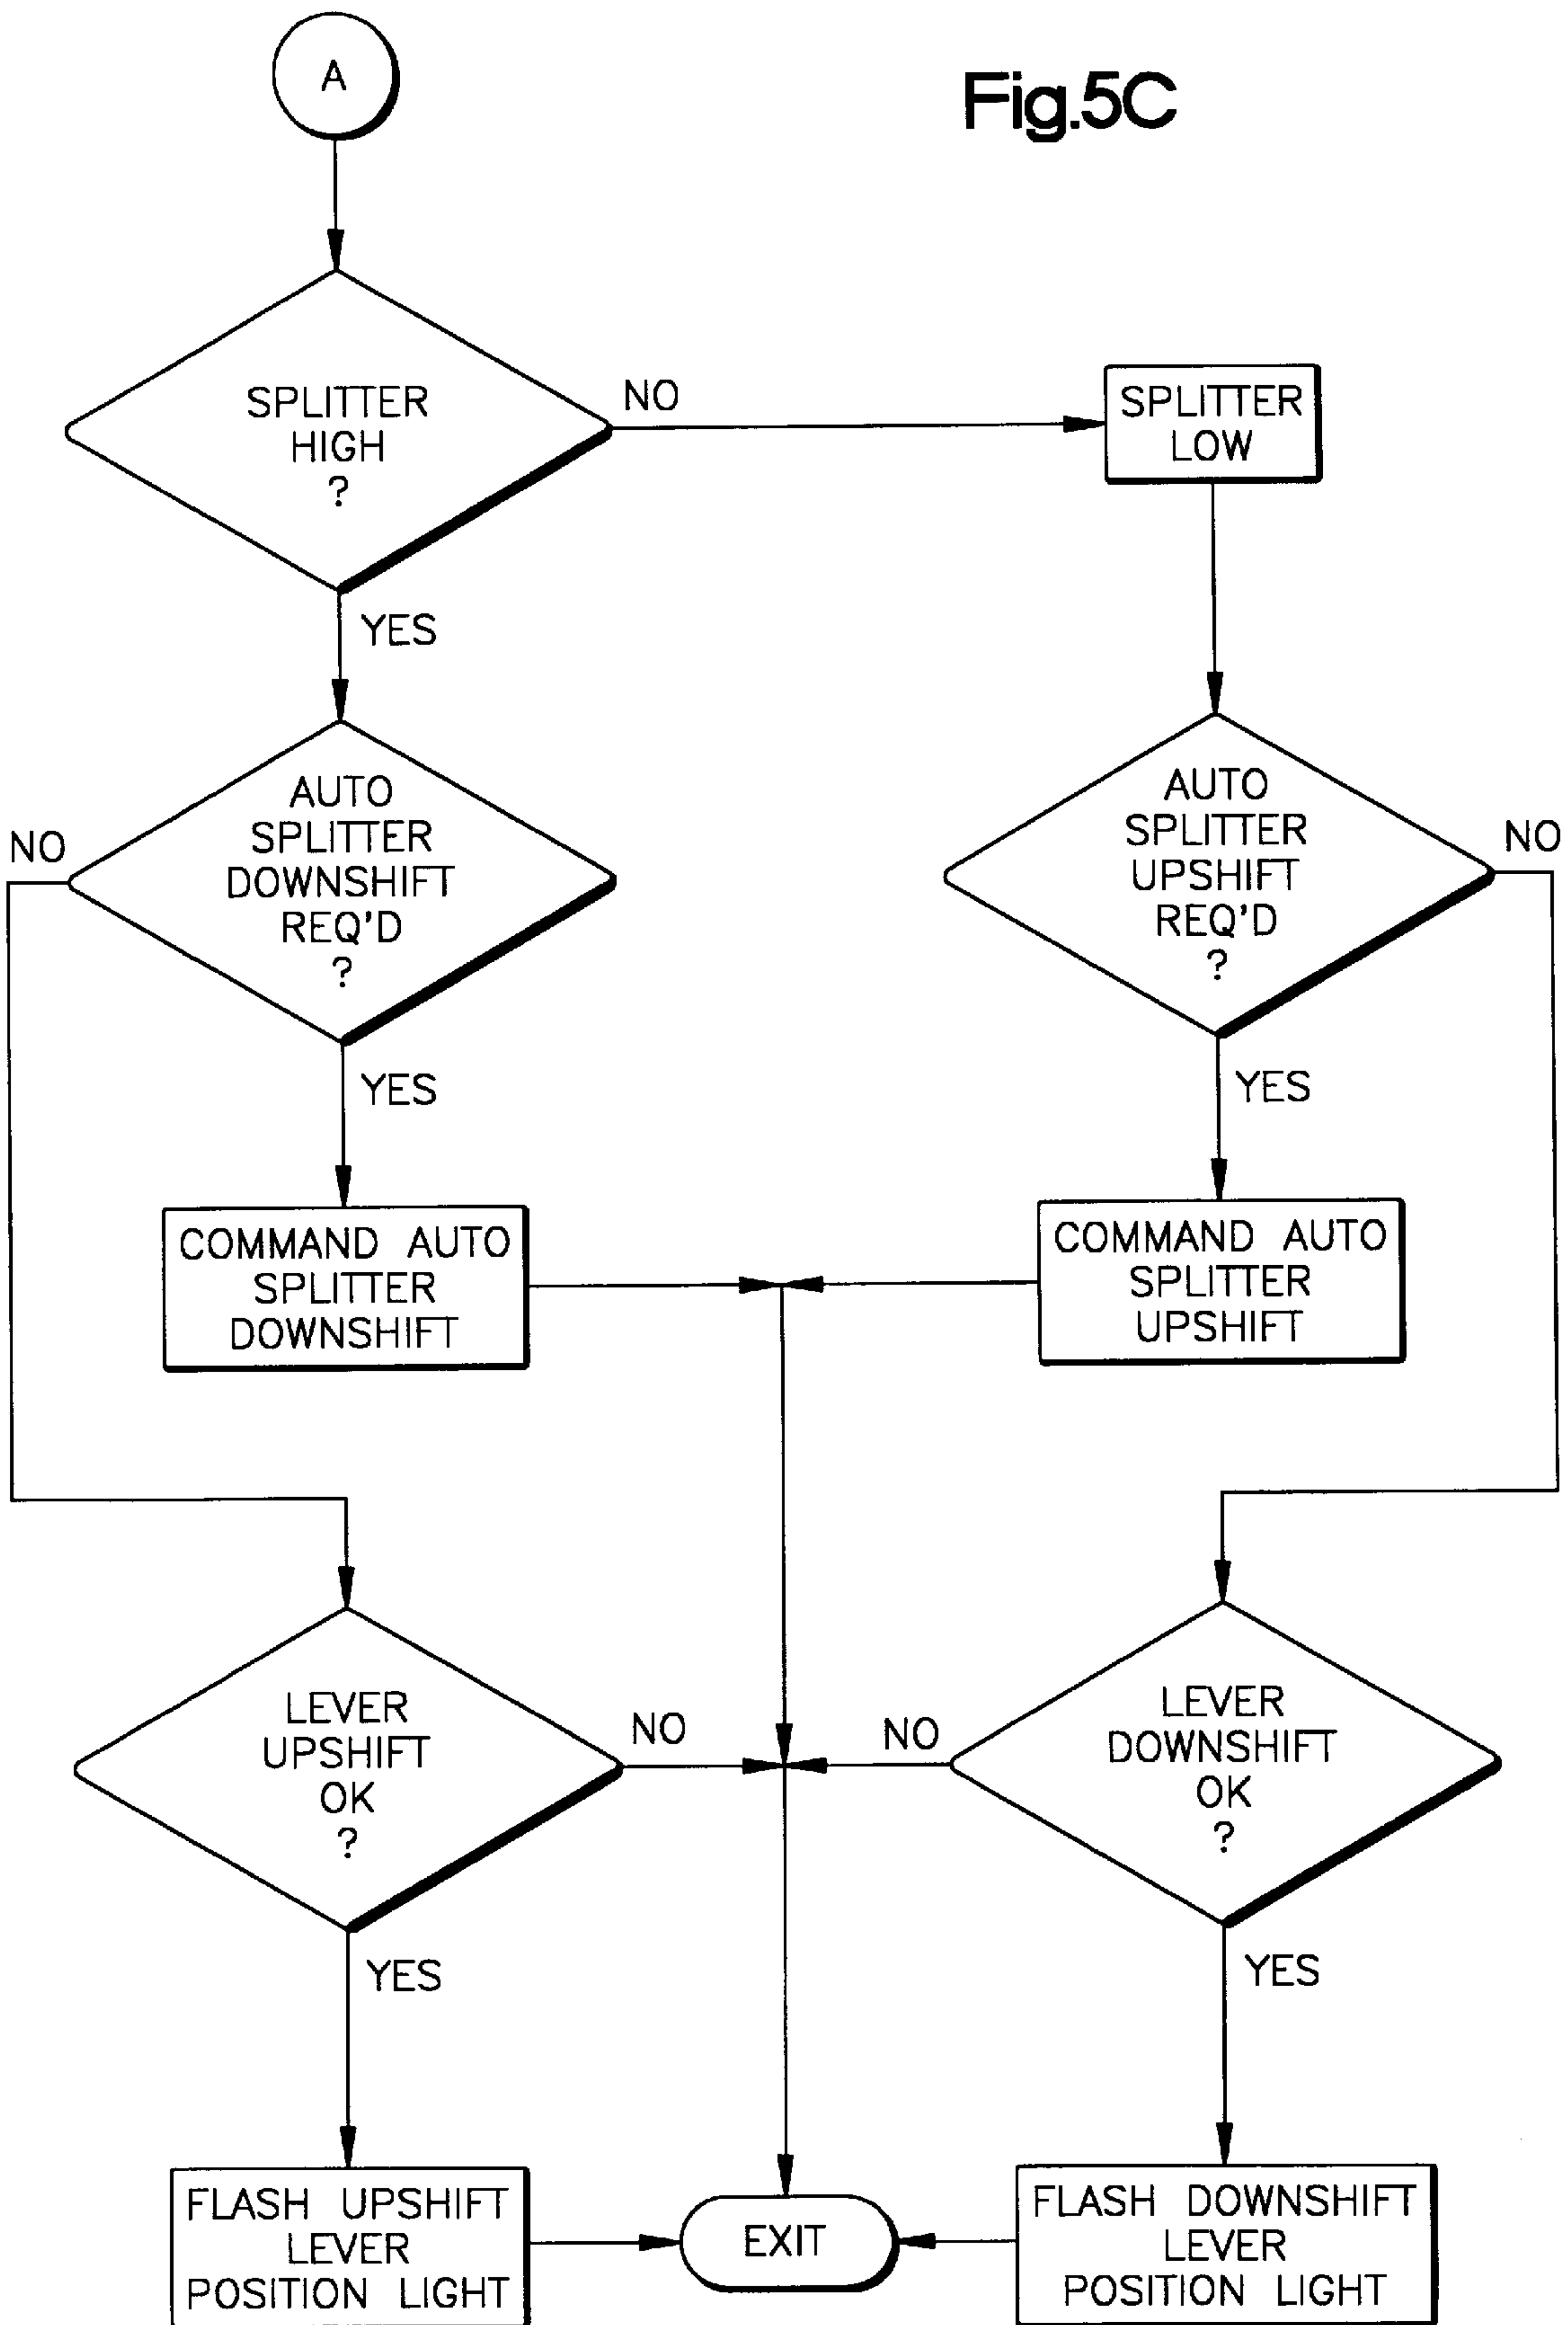 A
Fig.5C
SPLITTER
HIGH
?
NO
SPLITTER
LOW
YES
AUTO
SPLITTER
DOWNSHIFT
REQ'D
?
NO
AUTO
SPLITTER
UPSHIFT
REQ'D
?
NO
YES
YES
COMMAND AUTO
SPLITTER
DOWNSHIFT
COMMAND AUTO
SPLITTER
UPSHIFT
LEVER
UPSHIFT
OK
?
NO
NO
LEVER
DOWNSHIFT
OK
?
YES
YES
FLASH UPSHIFT
LEVER
POSITION LIGHT
EXIT
FLASH DOWNSHIFT
LEVER
POSITION LIGHT